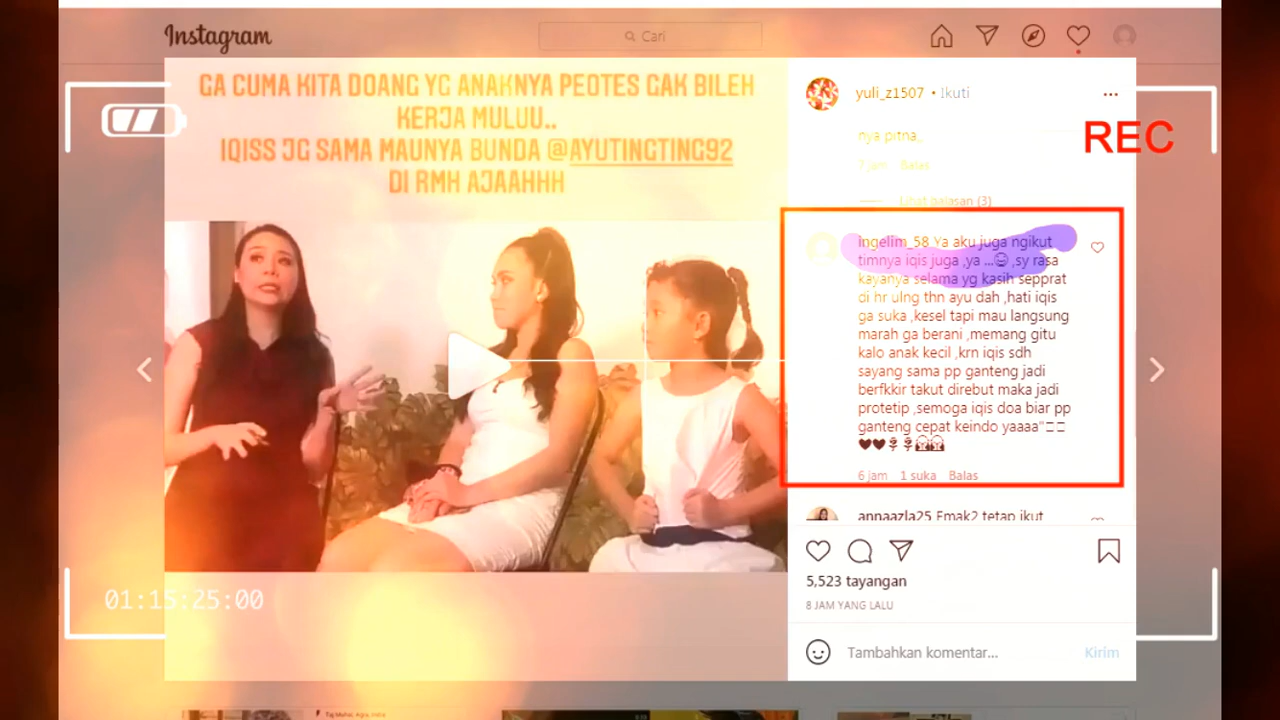 Instagram
Cari
GA CUMA KITA DOANG YG ANAKNYA PEOTES GAK BILEH
KERJA MULUU..
IQISS JG SAMA MAUNYA BUNDA @AYUTINGTING92
DI RMH AJAAHHH
yuli_z1507 • Ikuti
nya pitna,,
7 jam Balas
Lihat balasan (3)
REC
ingelim_58 Ya aku juga ngikut
timnya iqis juga ,ya ...😄 ,sy rasa
kayanya selama yg kasih sepprat
di hr ulng thn ayu dah ,hati iqis
ga suka ,kesel tapi mau langsung
marah ga berani ,memang gitu
kalo anak kecil ,krn iqis sdh
sayang sama pp ganteng jadi
berfkkir takut direbut maka jadi
protetip ,semoga iqis doa biar pp
ganteng cepat keindo yaaaa"
6 jam 1 suka Balas
annaazla25 Emak2 tetap ikut
5,523 tayangan
8 JAM YANG LALU
Tambahkan komentar... Kirim
01:15:25:00
Taj Mahal, Agra, India